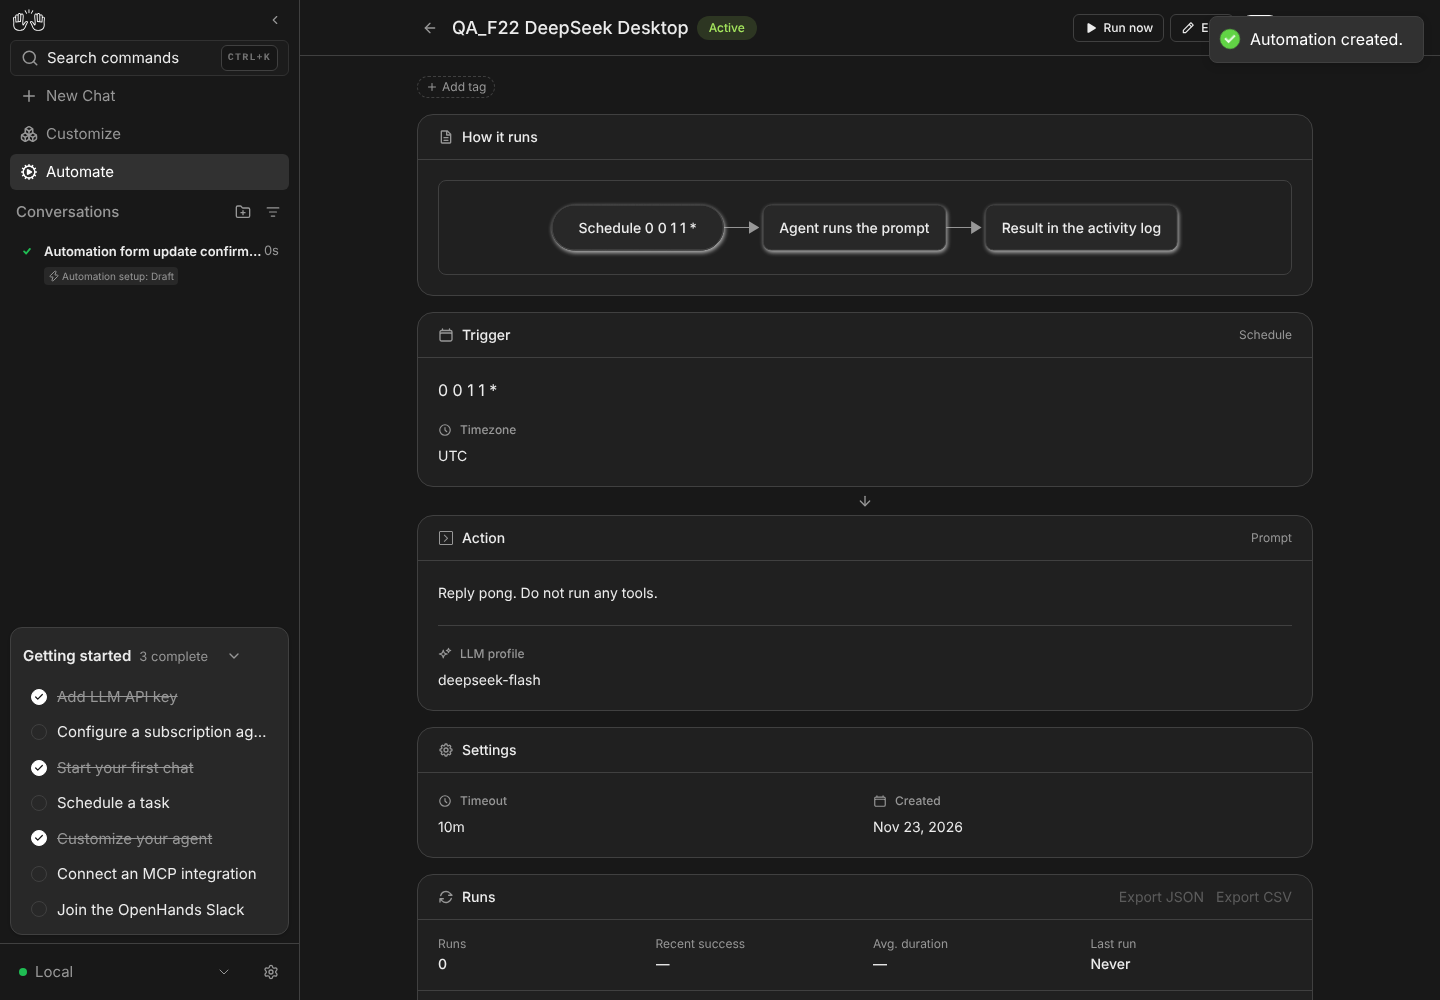 Search commands
CTRL+K
New Chat
Customize
Automate
Conversations
Automation form update confirm... 0s
Automation setup: Draft
Getting started 3 complete
Add LLM API key
Configure a subscription ag...
Start your first chat
Schedule a task
Customize your agent
Connect an MCP integration
Join the OpenHands Slack
Local
QA_F22 DeepSeek Desktop Active
Run now
Automation created.
Add tag
How it runs
Schedule 0 0 1 1 *
Agent runs the prompt
Result in the activity log
Trigger
Schedule
0 0 1 1 *
Timezone
UTC
Action
Prompt
Reply pong. Do not run any tools.
LLM profile
deepseek-flash
Settings
Timeout
10m
Created
Nov 23, 2026
Runs
Export JSON Export CSV
Runs
0
Recent success
—
Avg. duration
—
Last run
Never